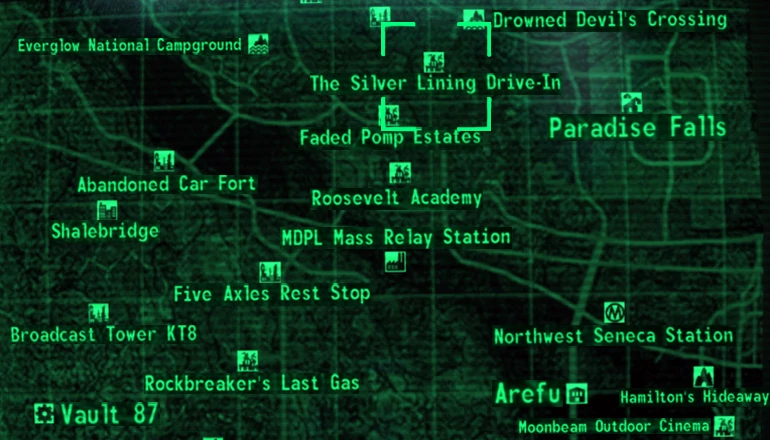 Drowned Devil's Crossing
Everglow National Campground
The Silver Lining Drive-In
Paradise Falls
Faded Pomp Estates
Abandoned Car Fort
Roosevelt Academy
Shalebridge
MDPL Mass Relay Station
Five Axles Rest Stop
Broadcast Tower KT8
Northwest Seneca Station
Rockbreaker's Last Gas
Arefu
Hamilton's Hideaway
Vault 87
Moonbeam Outdoor Cinema